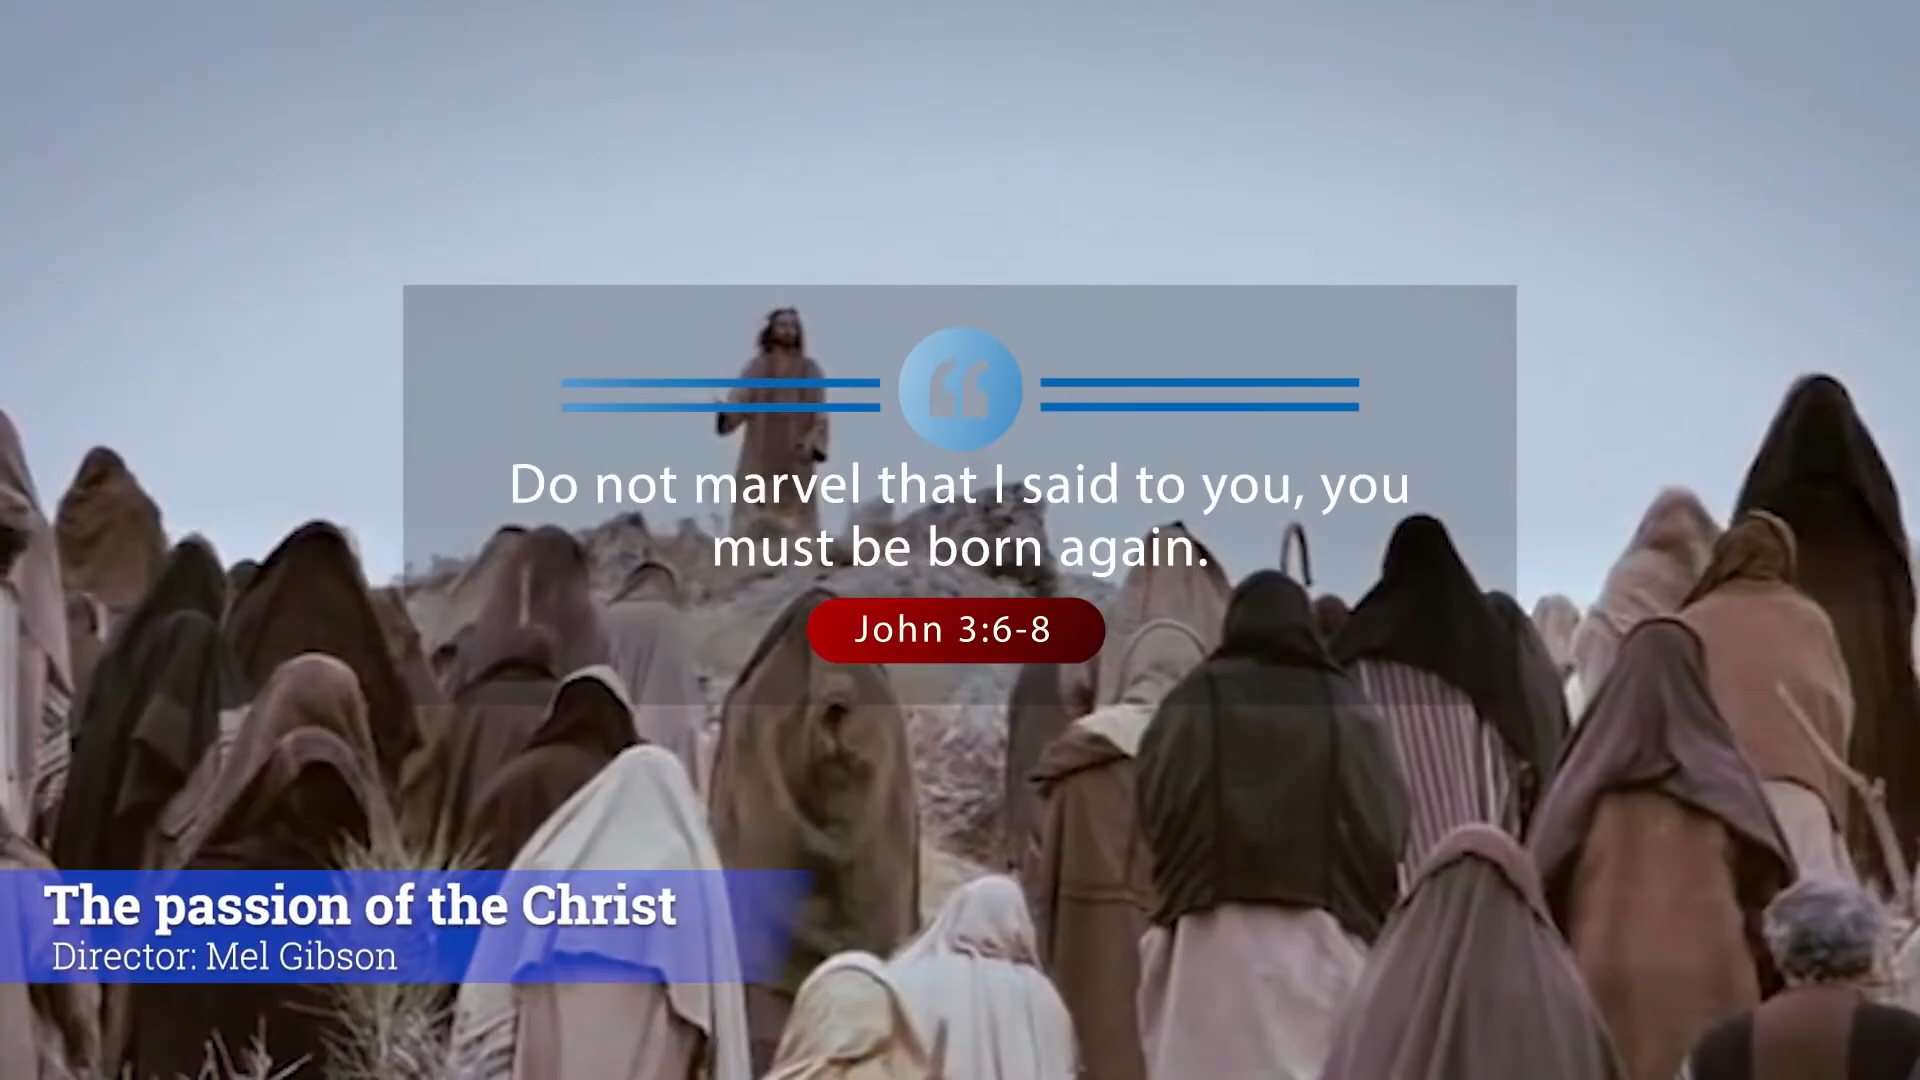 Do not marvel that I said to you, you
must be born again.
John 3:6-8
The passion of the Christ
Director: Mel Gibson